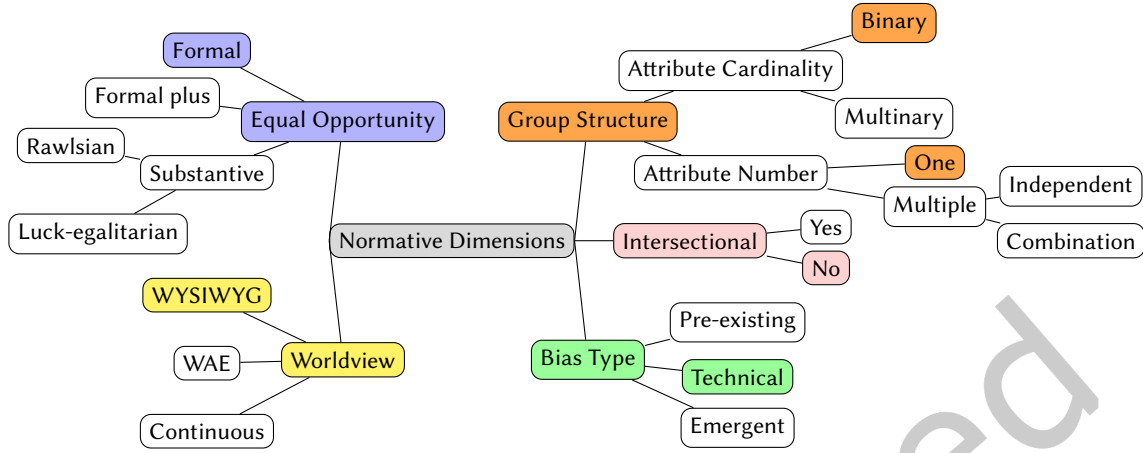 Formal
Formal plus
Equal Opportunity
Rawlsian
Substantive
Luck-egalitarian
Normative Dimensions
WYSIWYG
WAE
Worldview
Continuous
Binary
Attribute Cardinality
Group Structure
Multinary
Attribute Number
One
Multiple
Independent
Combination
Intersectional
Yes
No
Pre-existing
Bias Type
Technical
Emergent
ed